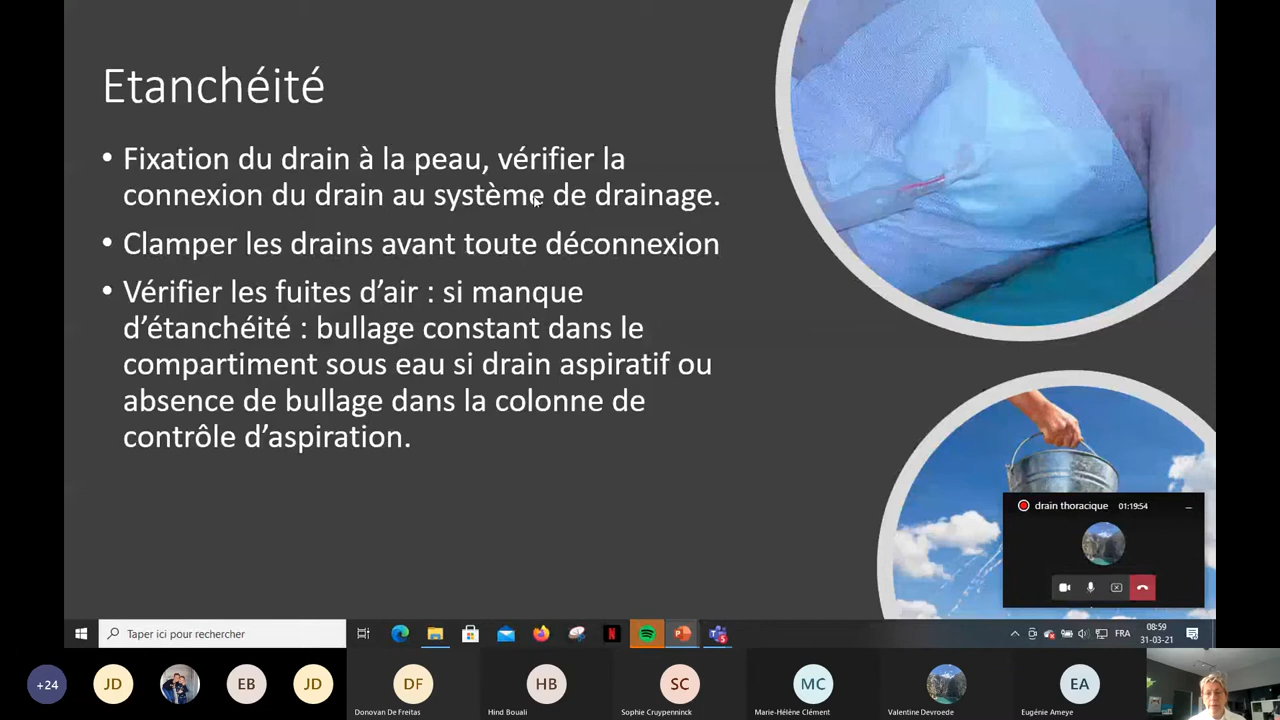 Etanchéité
• Fixation du drain à la peau, vérifier la
connexion du drain au système de drainage.
• Clamper les drains avant toute déconnexion
• Vérifier les fuites d’air : si manque
d’étanchéité : bullage constant dans le
compartiment sous eau si drain aspiratif ou
absence de bullage dans la colonne de
contrôle d’aspiration.
drain thoracique 01:19:54
Taper ici pour rechercher
N
FRA
08:59
31-03-21
+24
JD
EB
JD
DF
HB
SC
MC
EA
Donovan De Freitas
Hind Bouali
Sophie Cruypenninck
Marie-Hélène Clément
Valentine Devroede
Eugénie Ameye